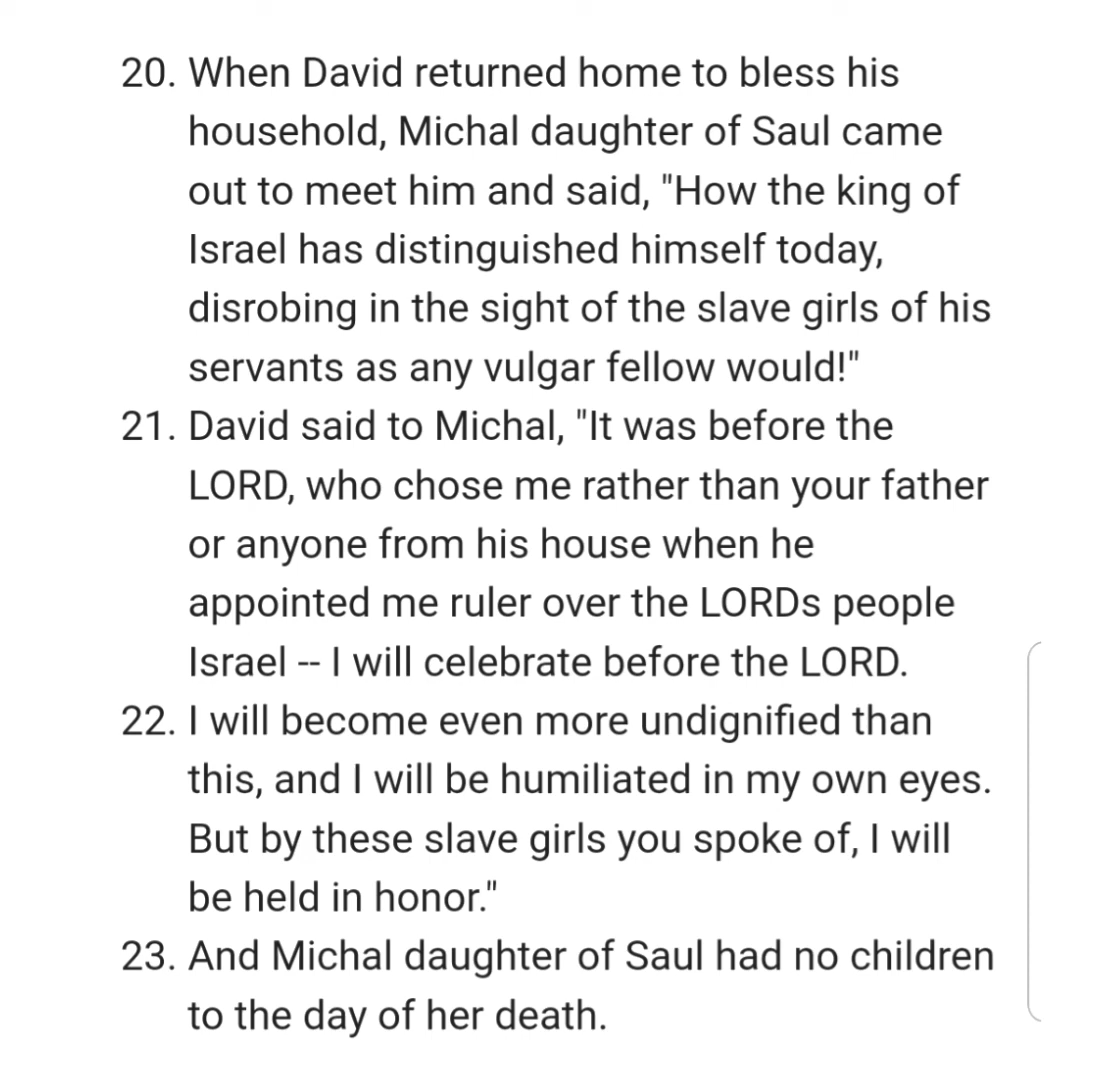 20. When David returned home to bless his
household, Michal daughter of Saul came
out to meet him and said, "How the king of
Israel has distinguished himself today,
disrobing in the sight of the slave girls of his
servants as any vulgar fellow would!"
21. David said to Michal, "It was before the
LORD, who chose me rather than your father
or anyone from his house when he
appointed me ruler over the LORDs people
Israel -- I will celebrate before the LORD.
22. I will become even more undignified than
this, and I will be humiliated in my own eyes.
But by these slave girls you spoke of, I will
be held in honor."
23. And Michal daughter of Saul had no children
to the day of her death.